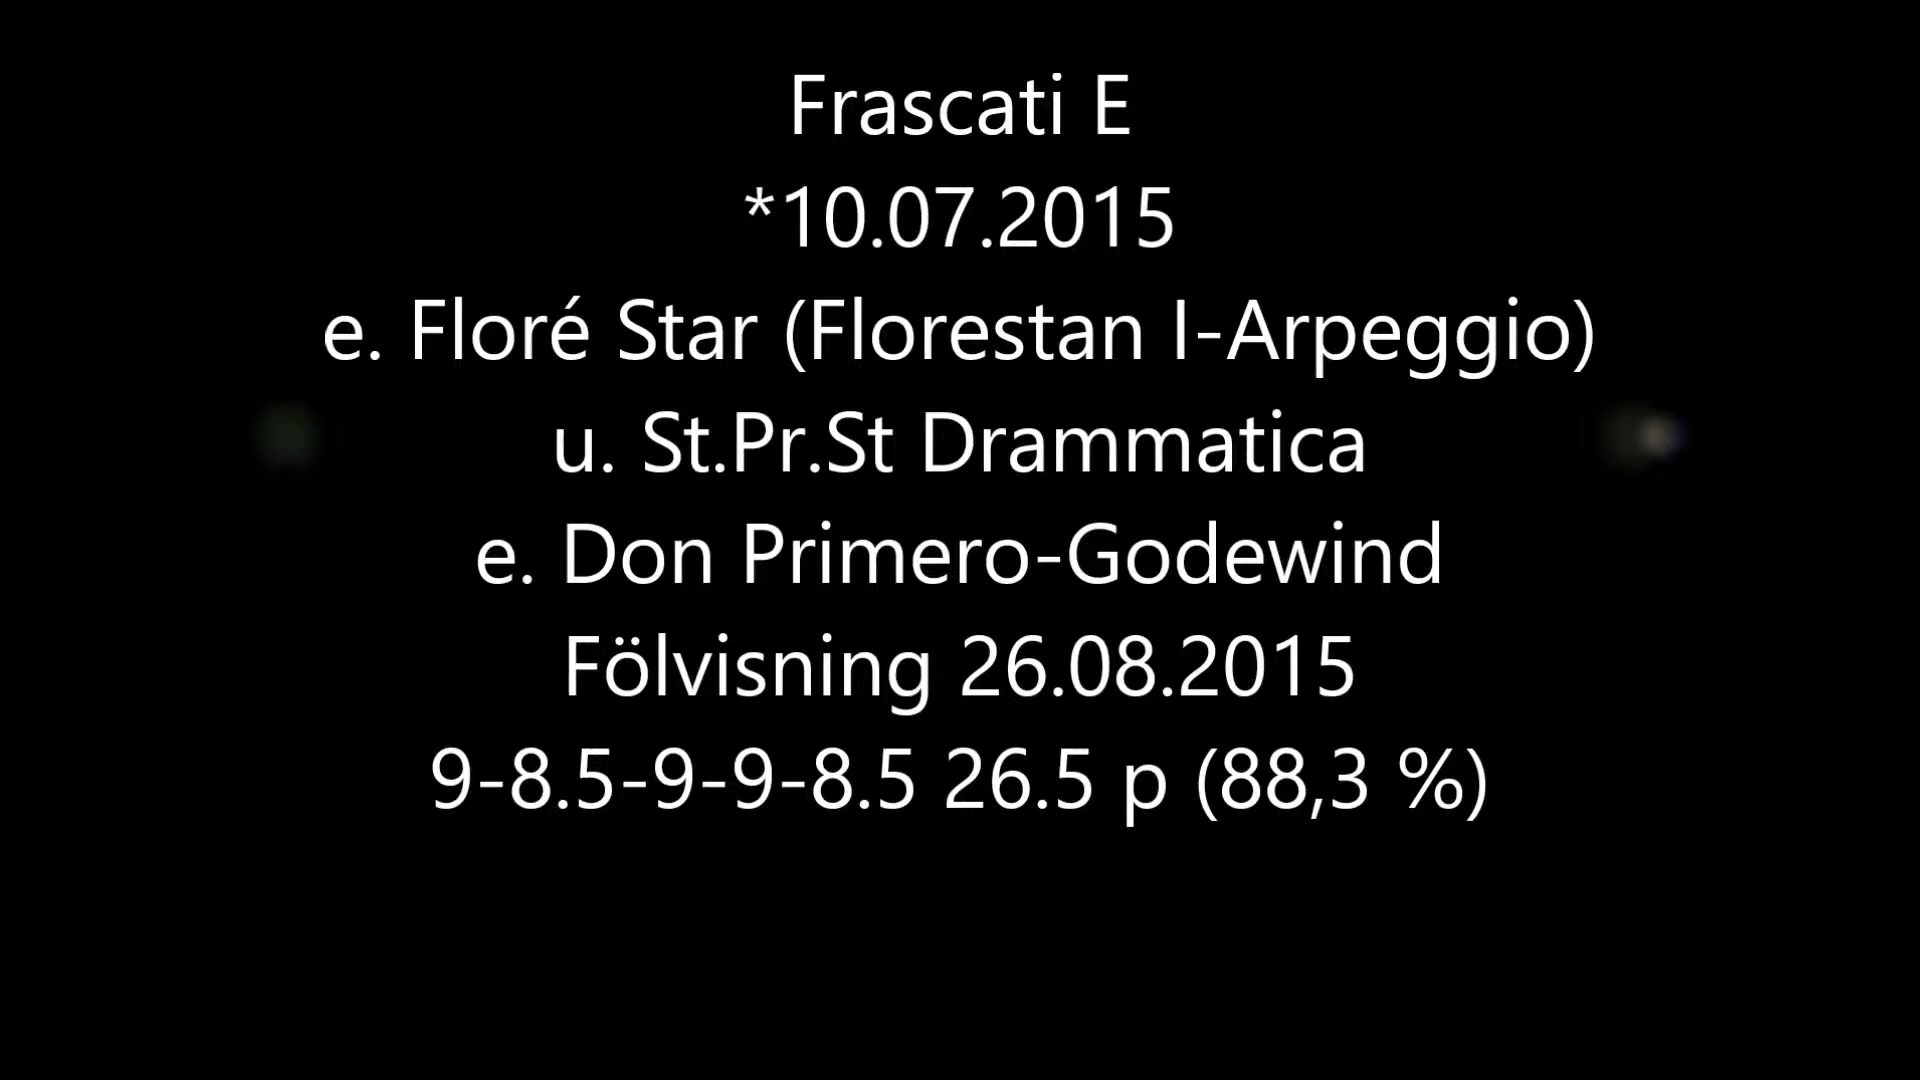 Frascati E
*10.07.2015
e. Floré Star (Florestan I-Arpeggio)
u. St.Pr.St Drammatica
e. Don Primero-Godewind
Fölvisning 26.08.2015
9-8.5-9-9-8.5 26.5 p (88,3 %)